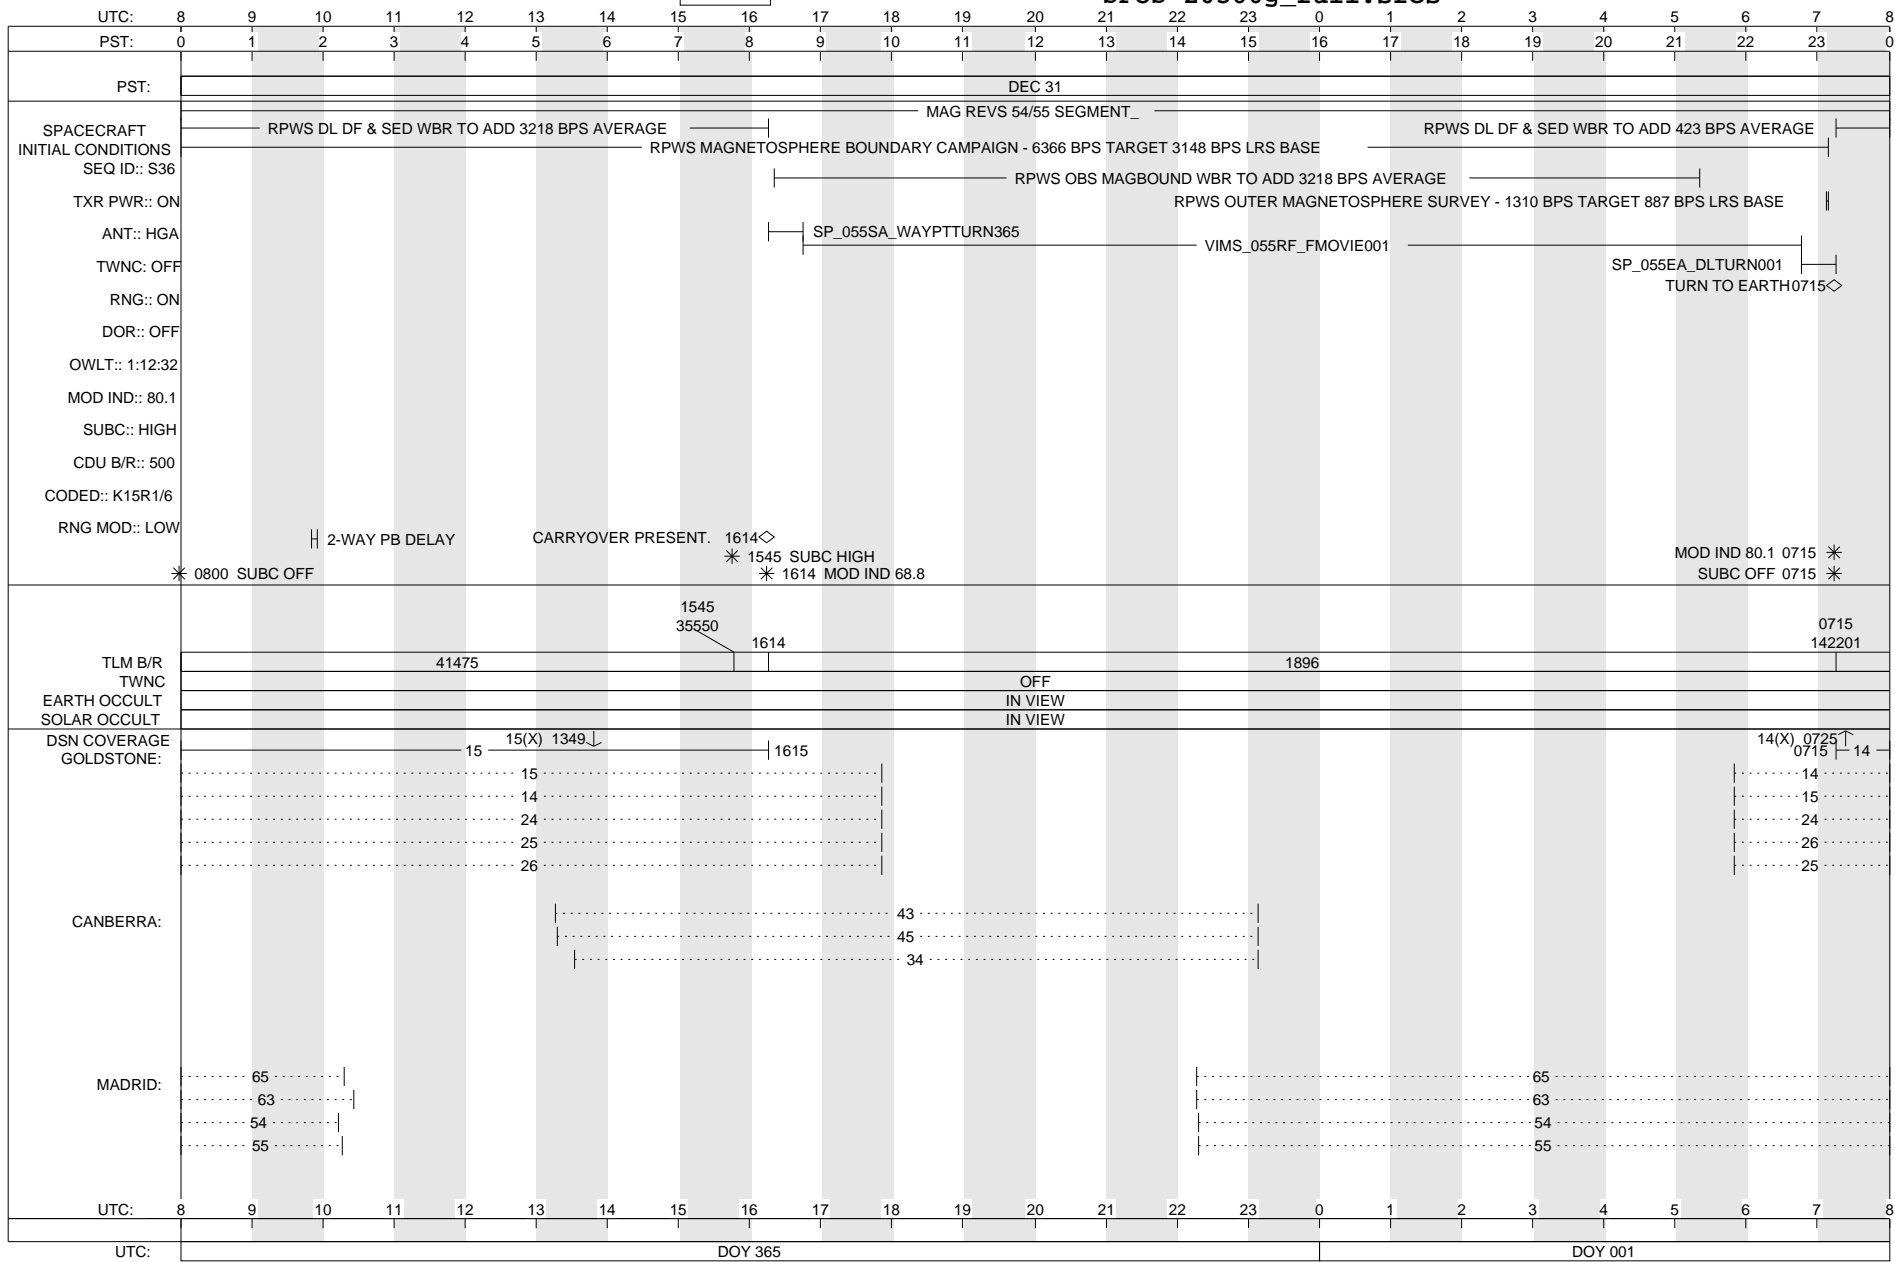 UTC: 8 9 10 11 12 13 14 15 16 17 18 19 20 21 22 23 0 1 2 3 4 5 6 7 8
PST: 0 1 2 3 4 5 6 7 8 9 10 11 12 13 14 15 16 17 18 19 20 21 22 23 0
PST: DEC 31
MAG REVS 54/55 SEGMENT_
SPACECRAFT
INITIAL CONDITIONS
RPWS DL DF & SED WBR TO ADD 3218 BPS AVERAGE
RPWS DL DF & SED WBR TO ADD 423 BPS AVERAGE
RPWS MAGNETOSPHERE BOUNDARY CAMPAIGN - 6366 BPS TARGET 3148 BPS LRS BASE
SEQ ID:: S36
RPWS OBS MAGBOUND WBR TO ADD 3218 BPS AVERAGE
TXR PWR:: ON
RPWS OUTER MAGNETOSPHERE SURVEY - 1310 BPS TARGET 887 BPS LRS BASE
ANT:: HGA
SP_055SA_WAYPTTURN365
VIMS_055RF_FMOVIE001
TWNC: OFF
SP_055EA_DLTURN001
TURN TO EARTH 0715
RNG:: ON
DOR:: OFF
OWLT:: 1:12:32
MOD IND:: 80.1
SUBC:: HIGH
CDU B/R:: 500
CODED:: K15R1/6
RNG MOD:: LOW
2-WAY PB DELAY
CARRYOVER PRESENT. 1614
1545 SUBC HIGH
MOD IND 80.1 0715
0800 SUBC OFF
1614 MOD IND 68.8
SUBC OFF 0715
1545
35550
1614
0715
142201
TLM B/R 41475 1896
TWNC OFF
EARTH OCCULT IN VIEW
SOLAR OCCULT IN VIEW
DSN COVERAGE
GOLDSTONE:
15(X) 1349
14(X) 0725
15 1615 0715 14
15 14
14 15
24 24
25 26
26 25
CANBERRA:
43
45
34
MADRID:
65 65
63 63
54 54
55 55
UTC: 8 9 10 11 12 13 14 15 16 17 18 19 20 21 22 23 0 1 2 3 4 5 6 7 8
UTC: DOY 365 DOY 001